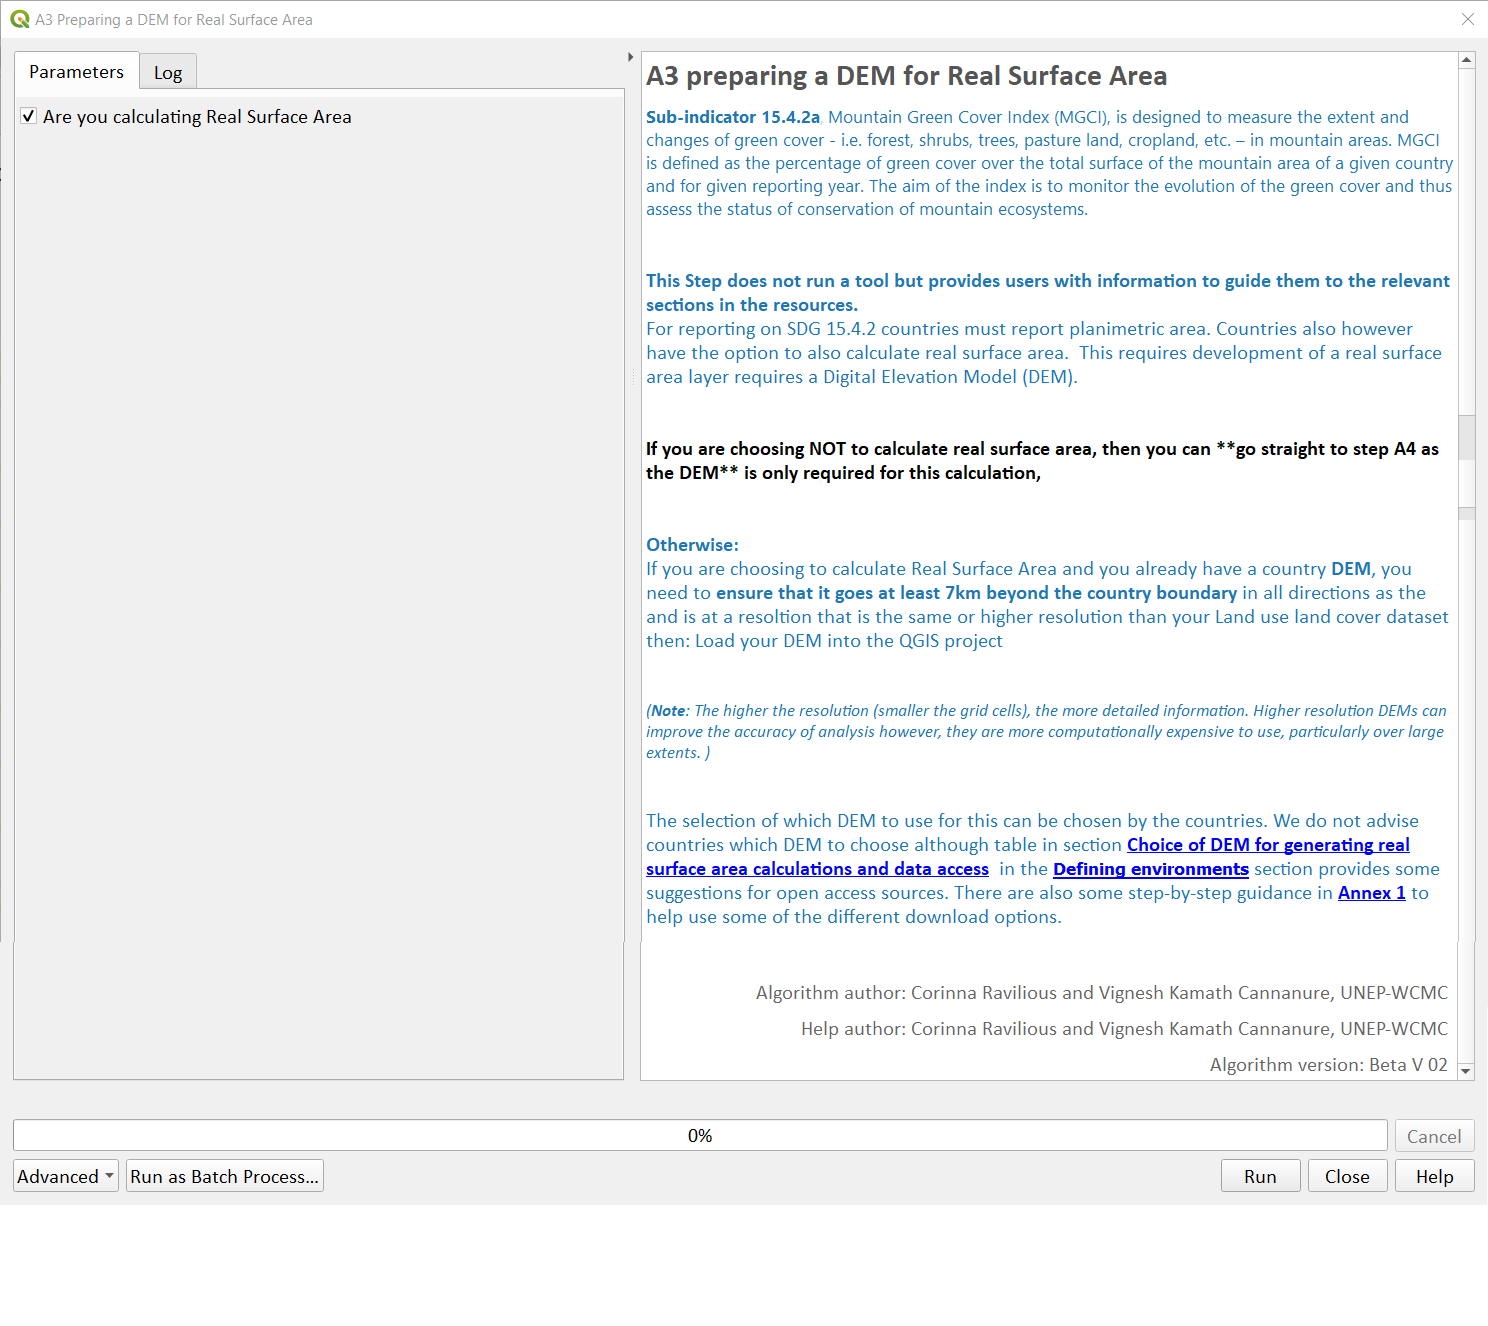 A3 Preparing a DEM for Real Surface Area
Parameters
Log
Are you calculating Real Surface Area
A3 preparing a DEM for Real Surface Area
Sub-indicator 15.4.2a, Mountain Green Cover Index (MGCI), is designed to measure the extent and
changes of green cover - i.e. forest, shrubs, trees, pasture land, cropland, etc. – in mountain areas. MGCI
is defined as the percentage of green cover over the total surface of the mountain area of a given country
and for given reporting year. The aim of the index is to monitor the evolution of the green cover and thus
assess the status of conservation of mountain ecosystems.
This Step does not run a tool but provides users with information to guide them to the relevant
sections in the resources.
For reporting on SDG 15.4.2 countries must report planimetric area. Countries also however
have the option to also calculate real surface area.  This requires development of a real surface
area layer requires a Digital Elevation Model (DEM).
If you are choosing NOT to calculate real surface area, then you can **go straight to step A4 as
the DEM** is only required for this calculation,
Otherwise:
If you are choosing to calculate Real Surface Area and you already have a country DEM, you
need to ensure that it goes at least 7km beyond the country boundary in all directions as the
and is at a resoltion that is the same or higher resolution than your Land use land cover dataset
then: Load your DEM into the QGIS project
(Note: The higher the resolution (smaller the grid cells), the more detailed information. Higher resolution DEMs can
improve the accuracy of analysis however, they are more computationally expensive to use, particularly over large
extents. )
The selection of which DEM to use for this can be chosen by the countries. We do not advise
countries which DEM to choose although table in section Choice of DEM for generating real
surface area calculations and data access  in the Defining environments section provides some
suggestions for open access sources. There are also some step-by-step guidance in Annex 1 to
help use some of the different download options.
Algorithm author: Corinna Ravilious and Vignesh Kamath Cannanure, UNEP-WCMC
Help author: Corinna Ravilious and Vignesh Kamath Cannanure, UNEP-WCMC
Algorithm version: Beta V 02
0%
Cancel
Advanced
Run as Batch Process...
Run
Close
Help